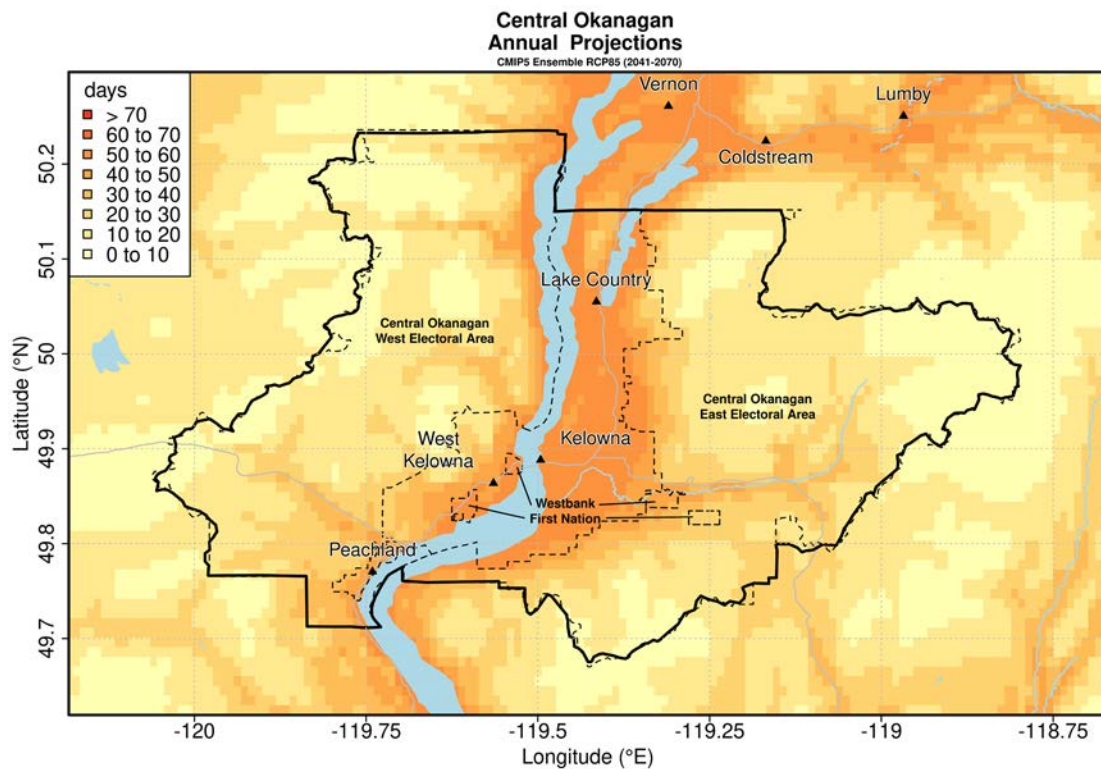 Central Okanagan
Annual Projections
CMIP5 Ensemble RCP85 (2041-2070)
days
> 70
60 to 70
50 to 60
40 to 50
30 to 40
20 to 30
10 to 20
0 to 10
Vernon
Lumby
Coldstream
Lake Country
Central Okanagan
West Electoral Area
Central Okanagan
East Electoral Area
West
Kelowna
Kelowna
Westbank
First Nation
Peachland
50.2
50.1
50
49.9
49.8
49.7
Latitude (°N)
-120
-119.75
-119.5
-119.25
-119
-118.75
Longitude (°E)